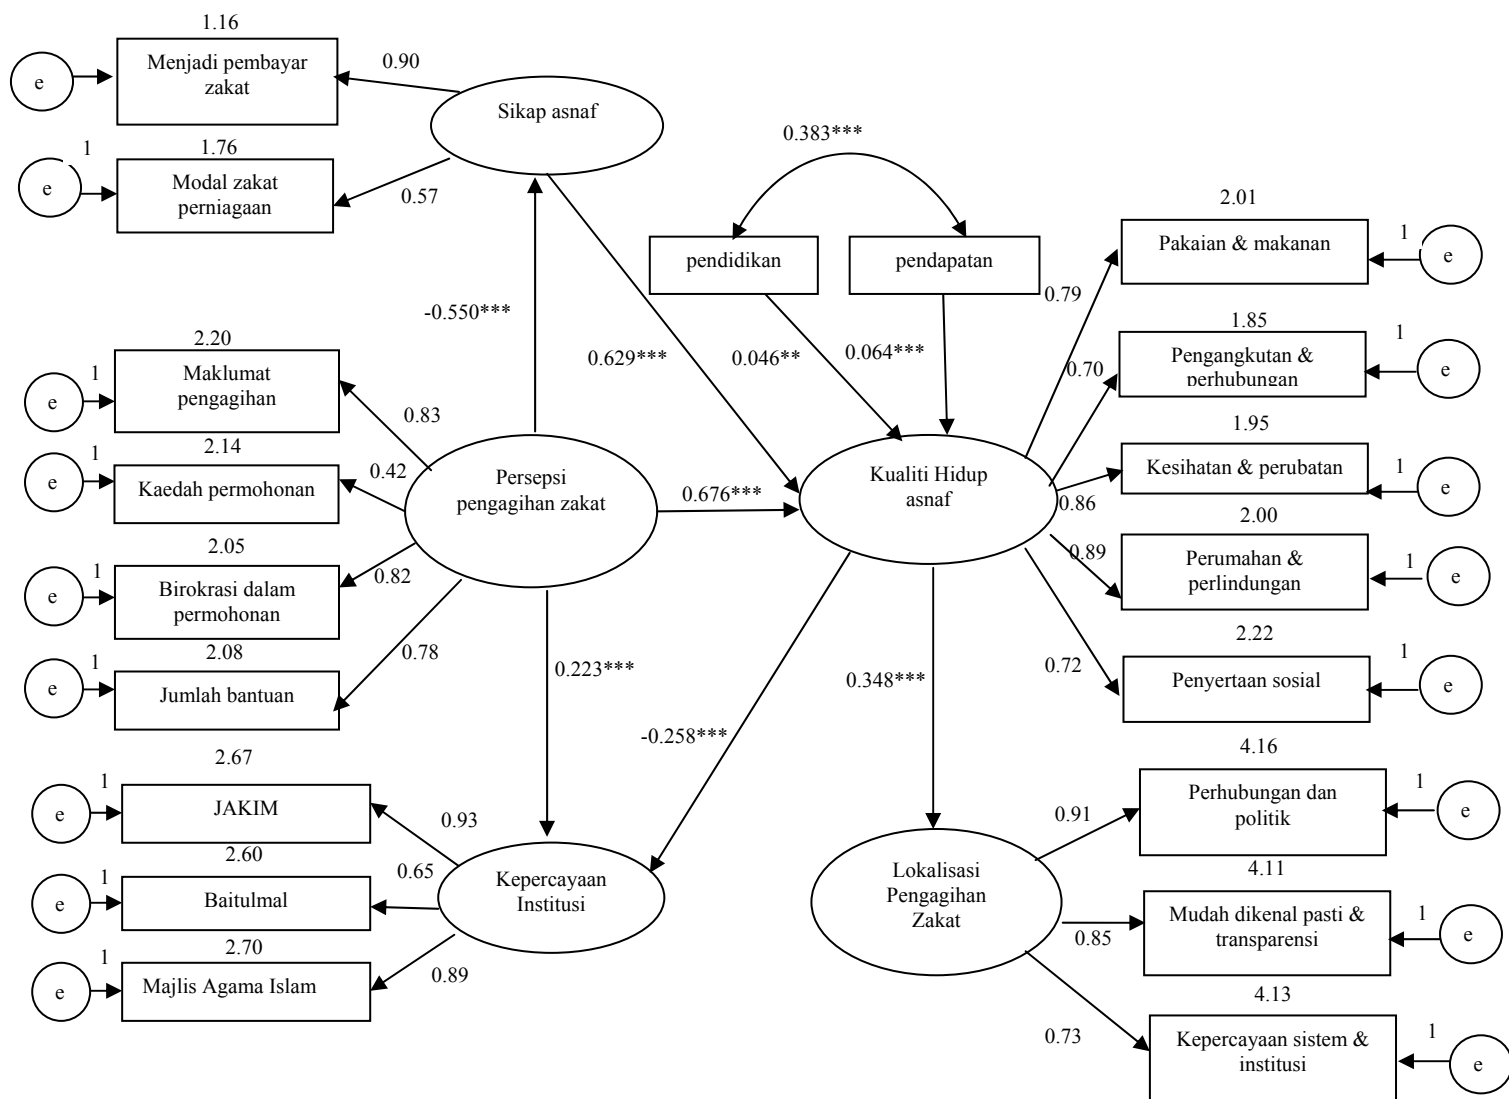 1.16
e
Menjadi pembayar
zakat
0.90
Sikap asnaf
1
1.76
e
Modal zakat
perniagaan
0.57
0.383***
pendidikan
pendapatan
2.01
Pakaian & makanan
1
e
0.79
-0.550***
0.629***
0.046**
0.064***
1.85
Pengangkutan &
perhubungan
1
e
0.70
2.20
1
e
Maklumat
pengagihan
0.83
2.14
1
e
Kaedah permohonan
0.42
Persepsi
pengagihan zakat
0.676***
Kualiti Hidup
asnaf
1.95
Kesihatan & perubatan
1
e
0.86
2.00
Perumahan &
perlindungan
1
e
0.89
2.05
1
e
Birokrasi dalam
permohonan
0.82
2.08
1
e
Jumlah bantuan
0.78
0.223***
0.348***
-0.258***
2.22
Penyertaan sosial
1
e
0.72
2.67
1
e
JAKIM
0.93
2.60
1
e
Baitulmal
0.65
Kepercayaan
Institusi
2.70
1
e
Majlis Agama Islam
0.89
Lokalisasi
Pengagihan
Zakat
4.16
Perhubungan dan
politik
1
e
0.91
4.11
Mudah dikenal pasti &
transparensi
1
e
0.85
4.13
Kepercayaan sistem &
institusi
1
e
0.73